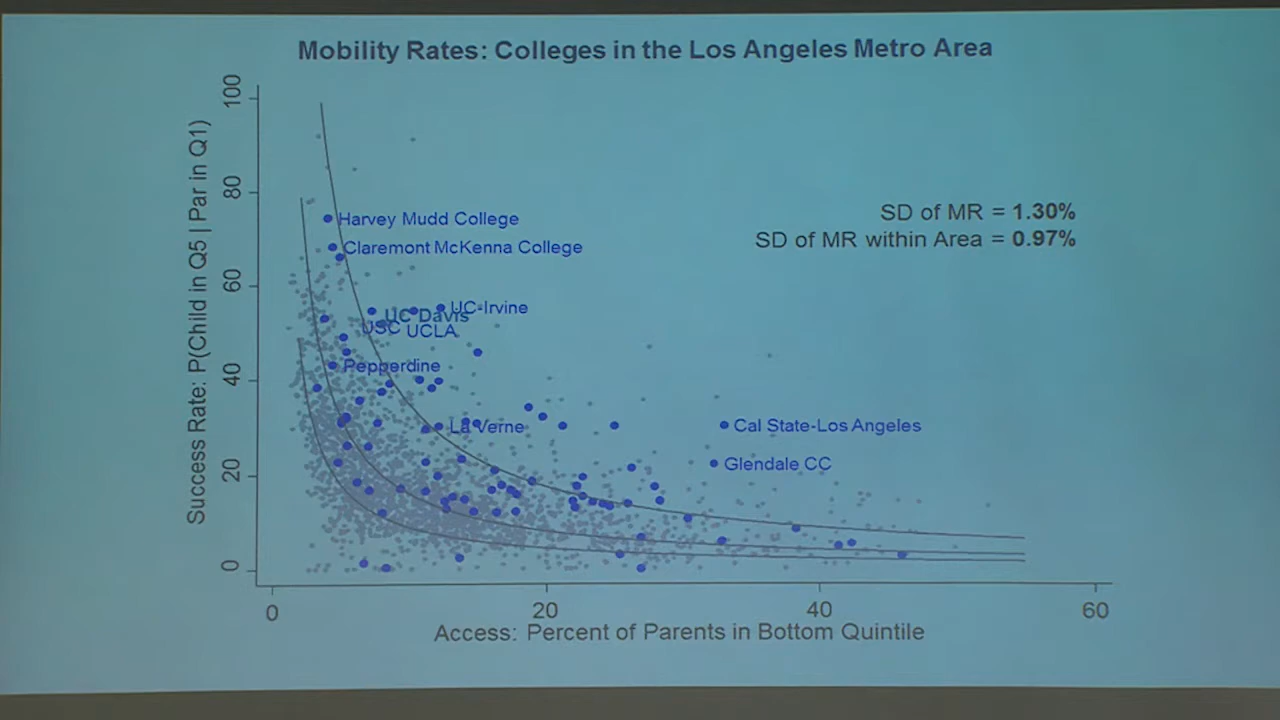 Mobility Rates: Colleges in the Los Angeles Metro Area
Success Rate: P(Child in Q5 | Par in Q1)
100
80
60
40
20
0
SD of MR = 1.30%
SD of MR within Area = 0.97%
Harvey Mudd College
Claremont McKenna College
UC-Irvine
UC Davis
USC
UCLA
Pepperdine
La Verne
Cal State-Los Angeles
Glendale CC
0
20
40
60
Access: Percent of Parents in Bottom Quintile